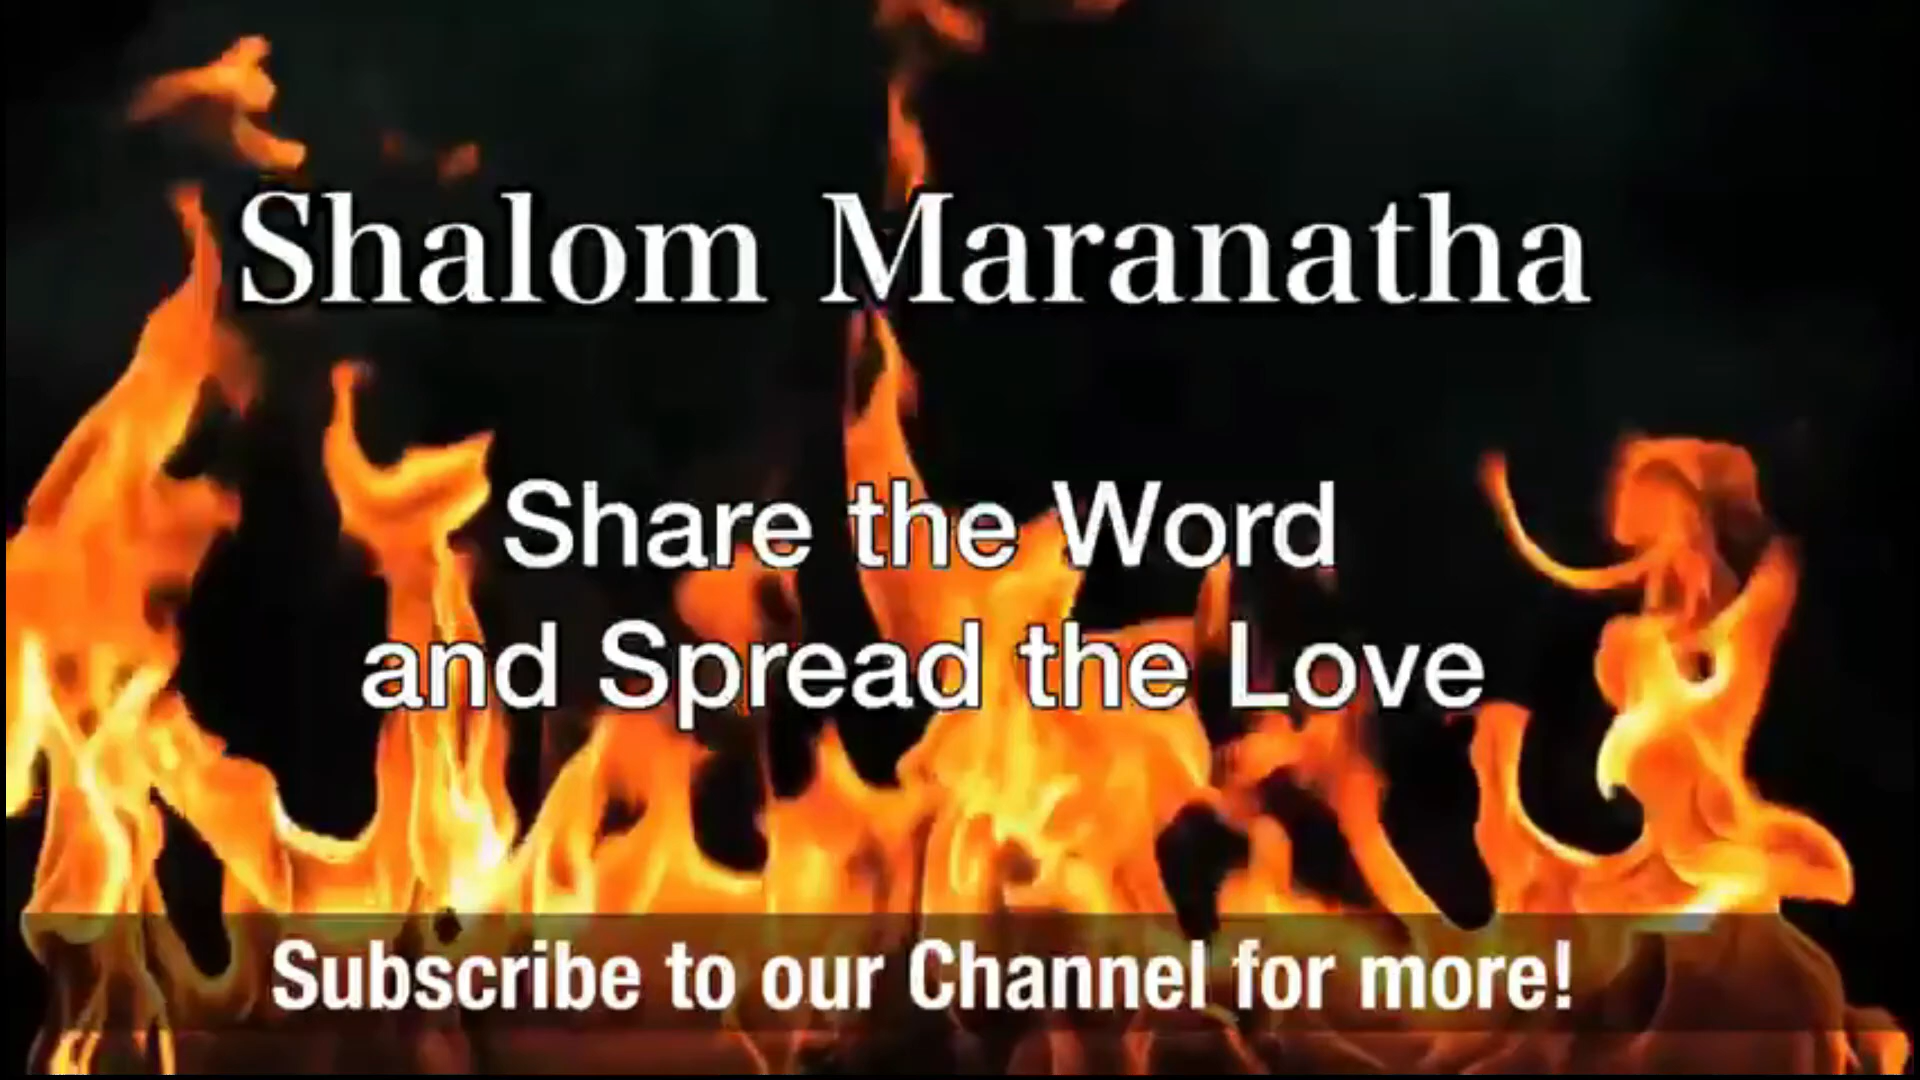 Shalom Maranatha
Share the Word
and Spread the Love
Subscribe to our Channel for more!